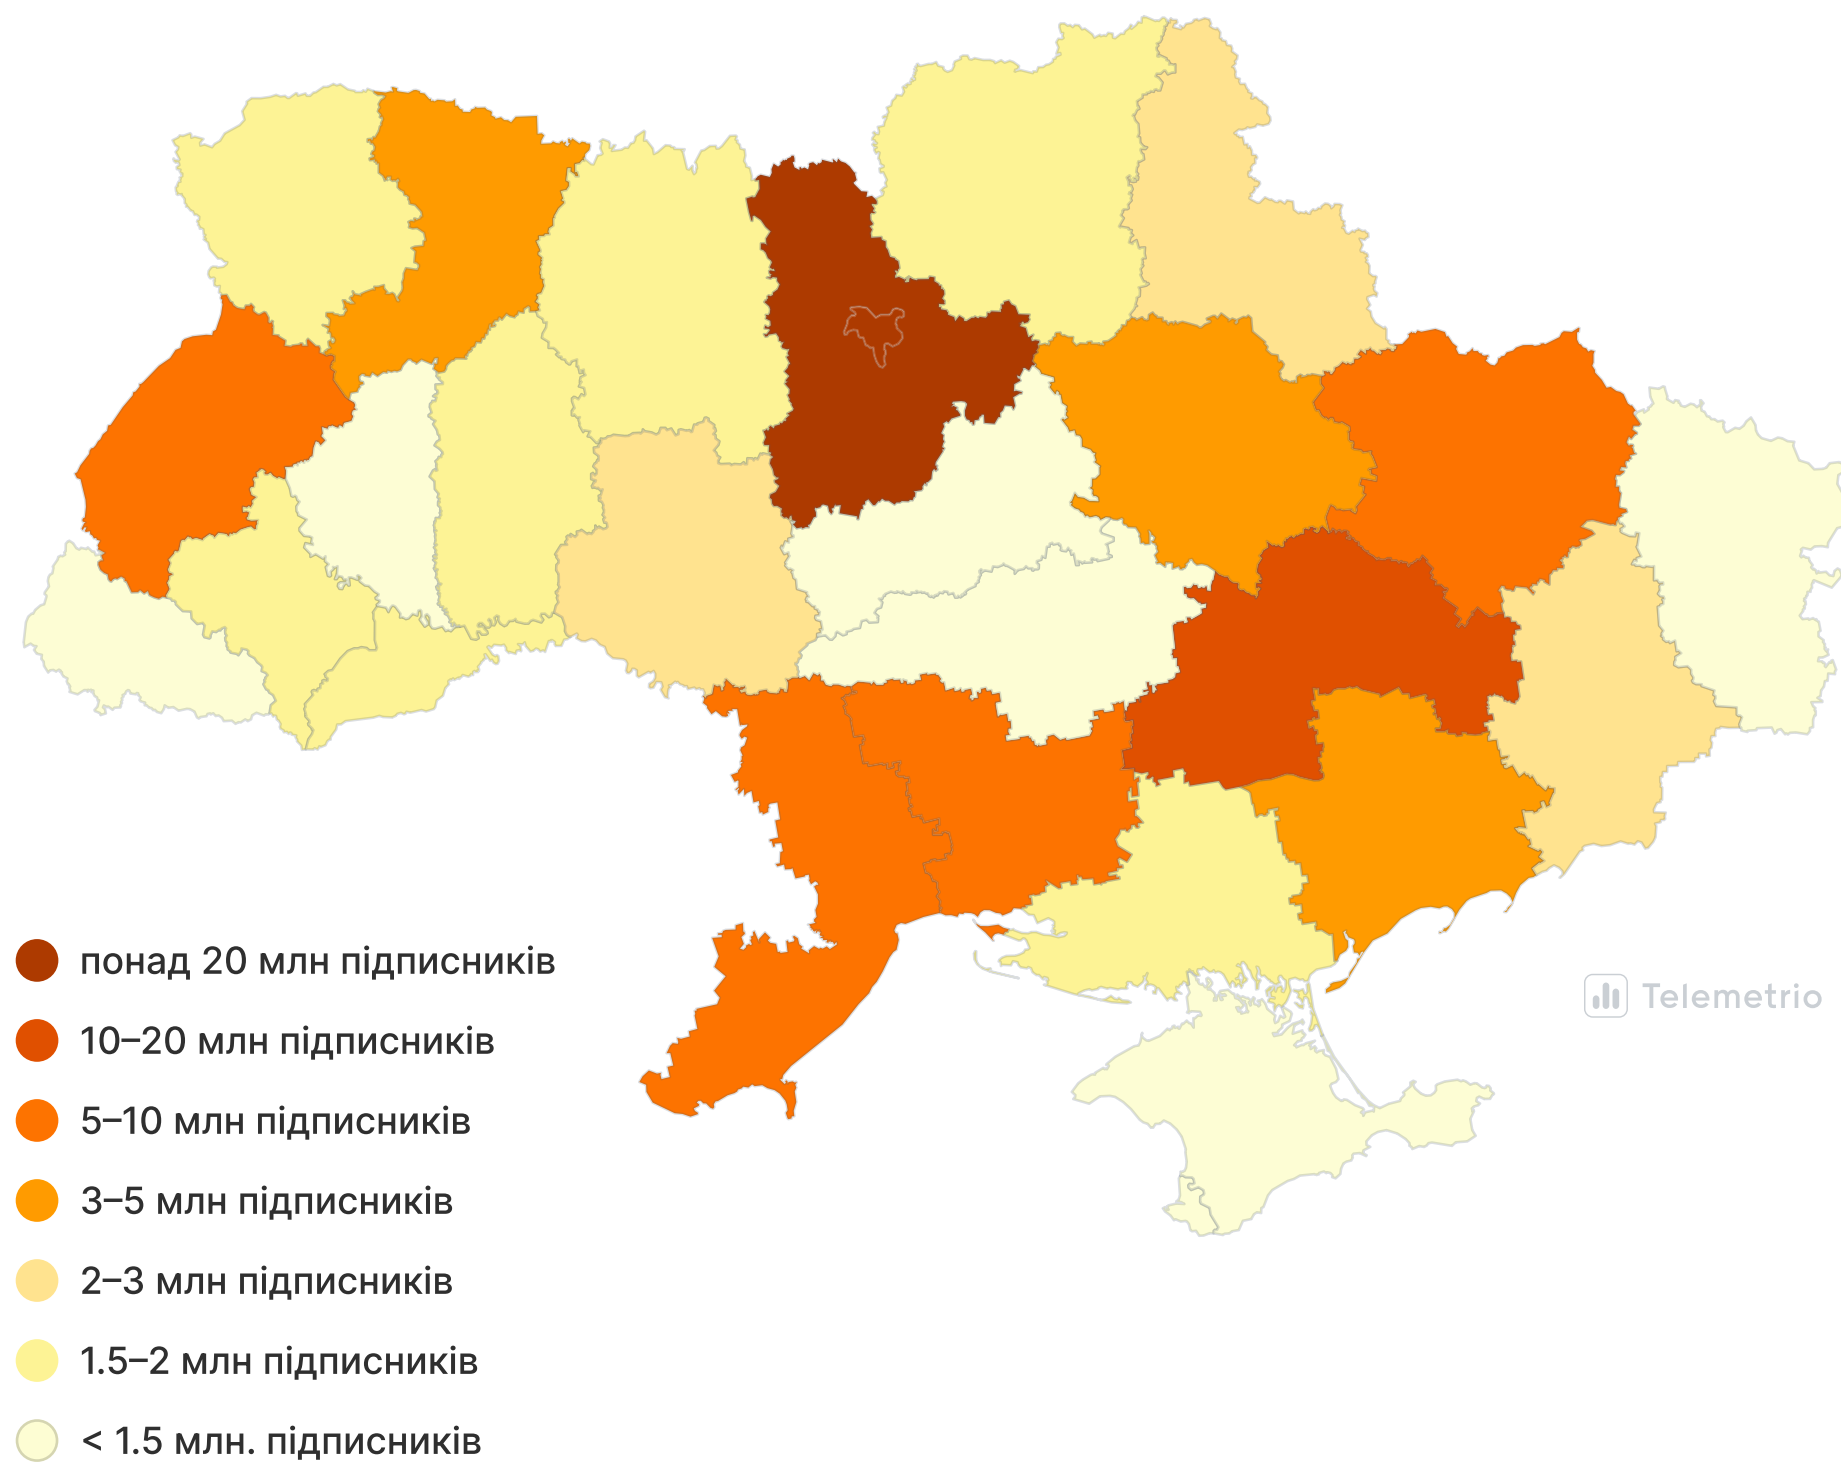 понад 20 млн підписників
10–20 млн підписників
5–10 млн підписників
3–5 млн підписників
2–3 млн підписників
1.5–2 млн підписників
< 1.5 млн. підписників
Telemetrio